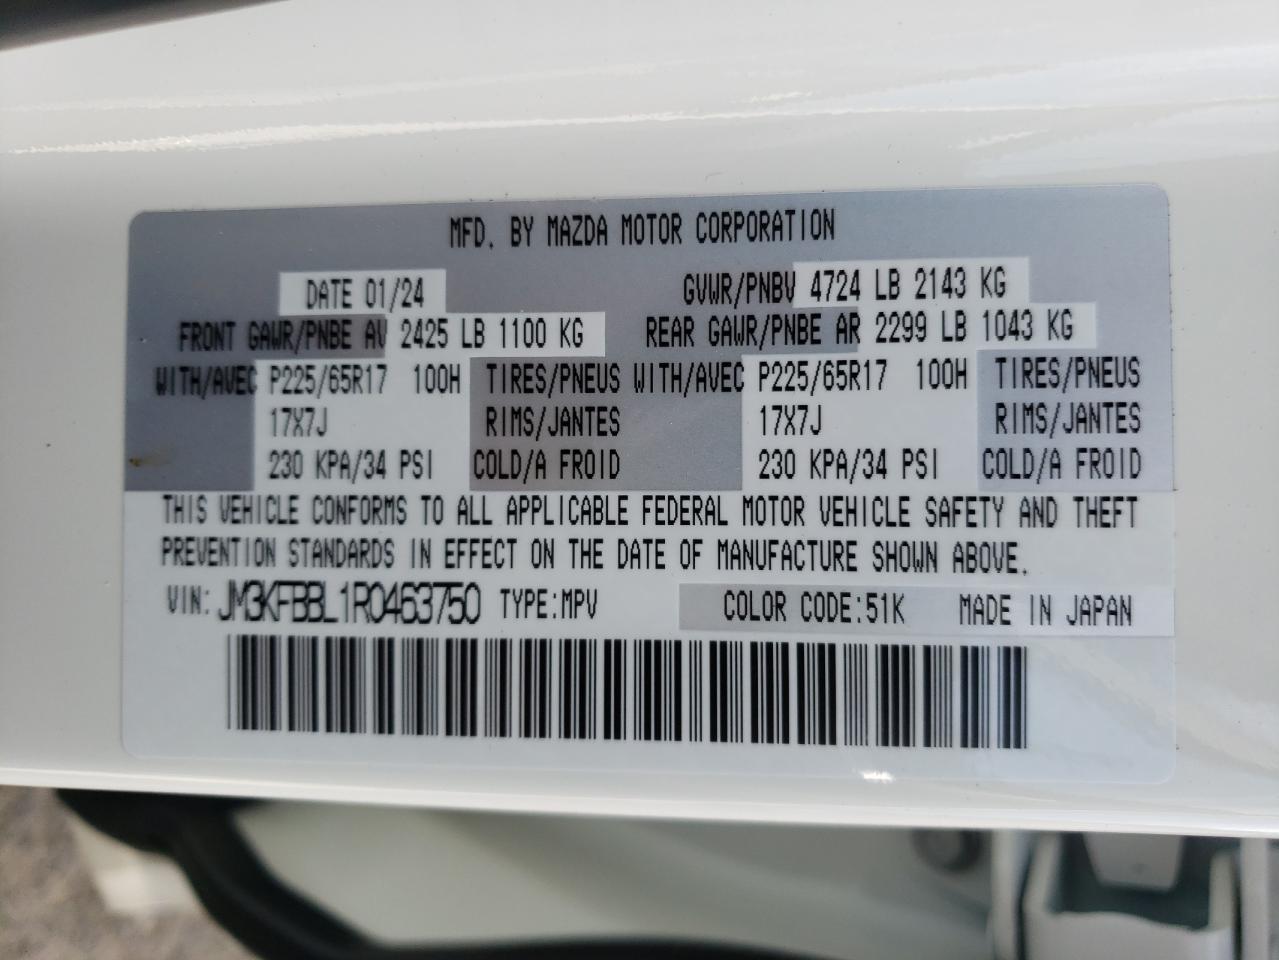 MFD. BY MAZDA MOTOR CORPORATION
DATE 01/24 GVWR/PNBV 4724 LB 2143 KG
FRONT GAWR/PNBE AV 2425 LB 1100 KG REAR GAWR/PNBE AR 2299 LB 1043 KG
WITH/AVEC P225/65R17 100H TIRES/PNEUS WITH/AVEC P225/65R17 100H TIRES/PNEUS
17X7J RIMS/JANTES 17X7J RIMS/JANTES
230 KPA/34 PSI COLD/A FROID 230 KPA/34 PSI COLD/A FROID
THIS VEHICLE CONFORMS TO ALL APPLICABLE FEDERAL MOTOR VEHICLE SAFETY AND THEFT
PREVENTION STANDARDS IN EFFECT ON THE DATE OF MANUFACTURE SHOWN ABOVE.
VIN: JM3KFBBL1R0463750 TYPE:MPV COLOR CODE:51K MADE IN JAPAN